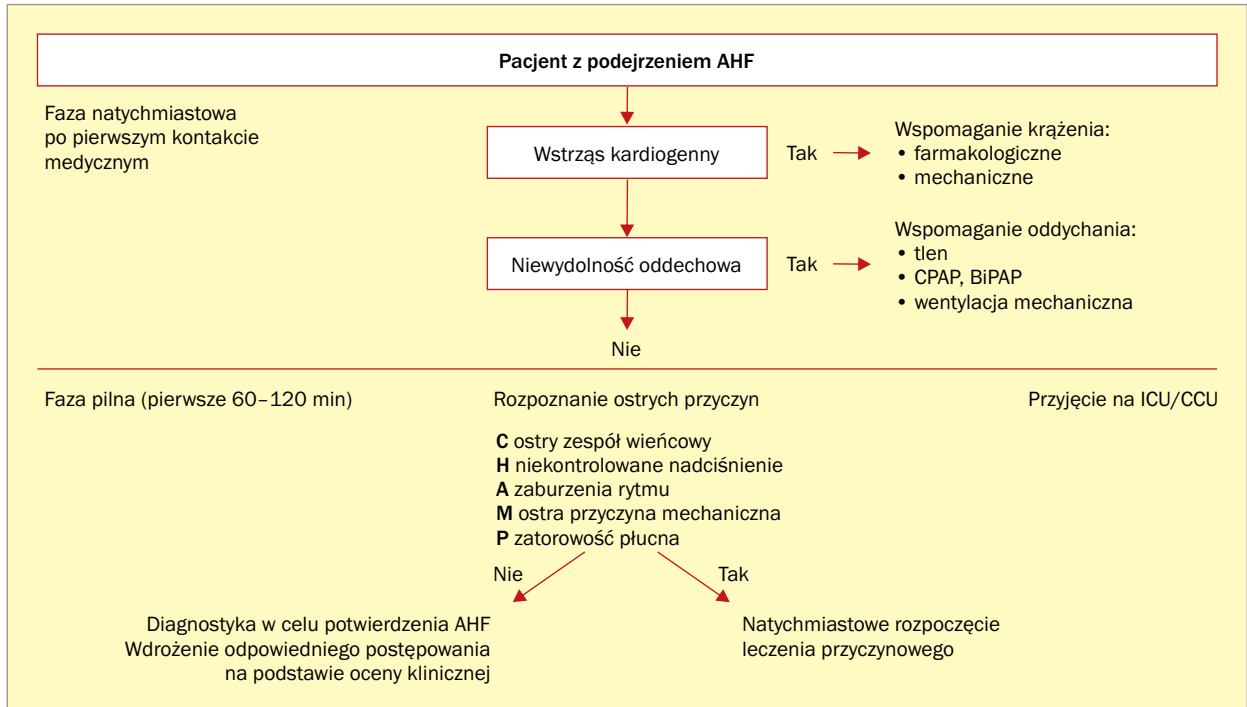 Pacjent z podejrzeniem AHF
Faza natychmiastowa
po pierwszym kontakcie
medycznym
Wstrząs kardiogenny
Tak
Wspomaganie krążenia:
• farmakologiczne
• mechaniczne
Niewydolność oddechowa
Tak
Wspomaganie oddychania:
• tlen
• CPAP, BiPAP
• wentylacja mechaniczna
Nie
Faza pilna (pierwsze 60–120 min)
Rozpoznanie ostrych przyczyn
Przyjęcie na ICU/CCU
C ostry zespół wieńcowy
H niekontrolowane nadciśnienie
A zaburzenia rytmu
M ostra przyczyna mechaniczna
P zatorowość płucna
Nie
Tak
Diagnostyka w celu potwierdzenia AHF
Wdrożenie odpowiedniego postępowania
na podstawie oceny klinicznej
Natychmiastowe rozpoczęcie
leczenia przyczynowego